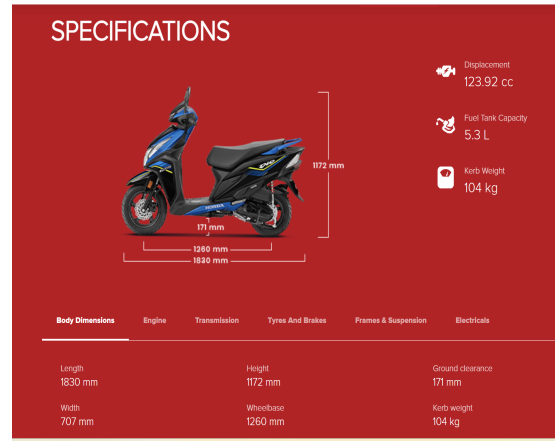 SPECIFICATIONS
Displacement
123.92 cc
Fuel Tank Capacity
5.3 L
Kerb Weight
104 kg
1172 mm
DIO
HONDA
171 mm
1260 mm
1830 mm
Body Dimensions Engine Transmission Tyres And Brakes Frames & Suspension Electricals
Length Height Ground clearance
1830 mm 1172 mm 171 mm
Width Wheelbase Kerb weight
707 mm 1260 mm 104 kg